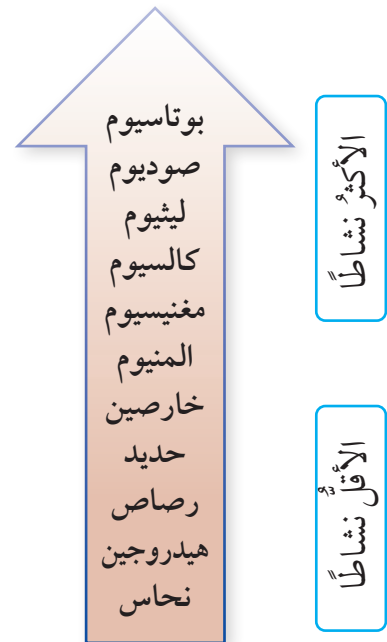 بوتاسيوم
صوديوم
ليثيوم
كالسيوم
مغنيسيوم
المنيوم
خارصين
حديد
رصاص
هيدروجين
نحاس
الأكثرُ نشاطًا
الأقلُّ نشاطًا